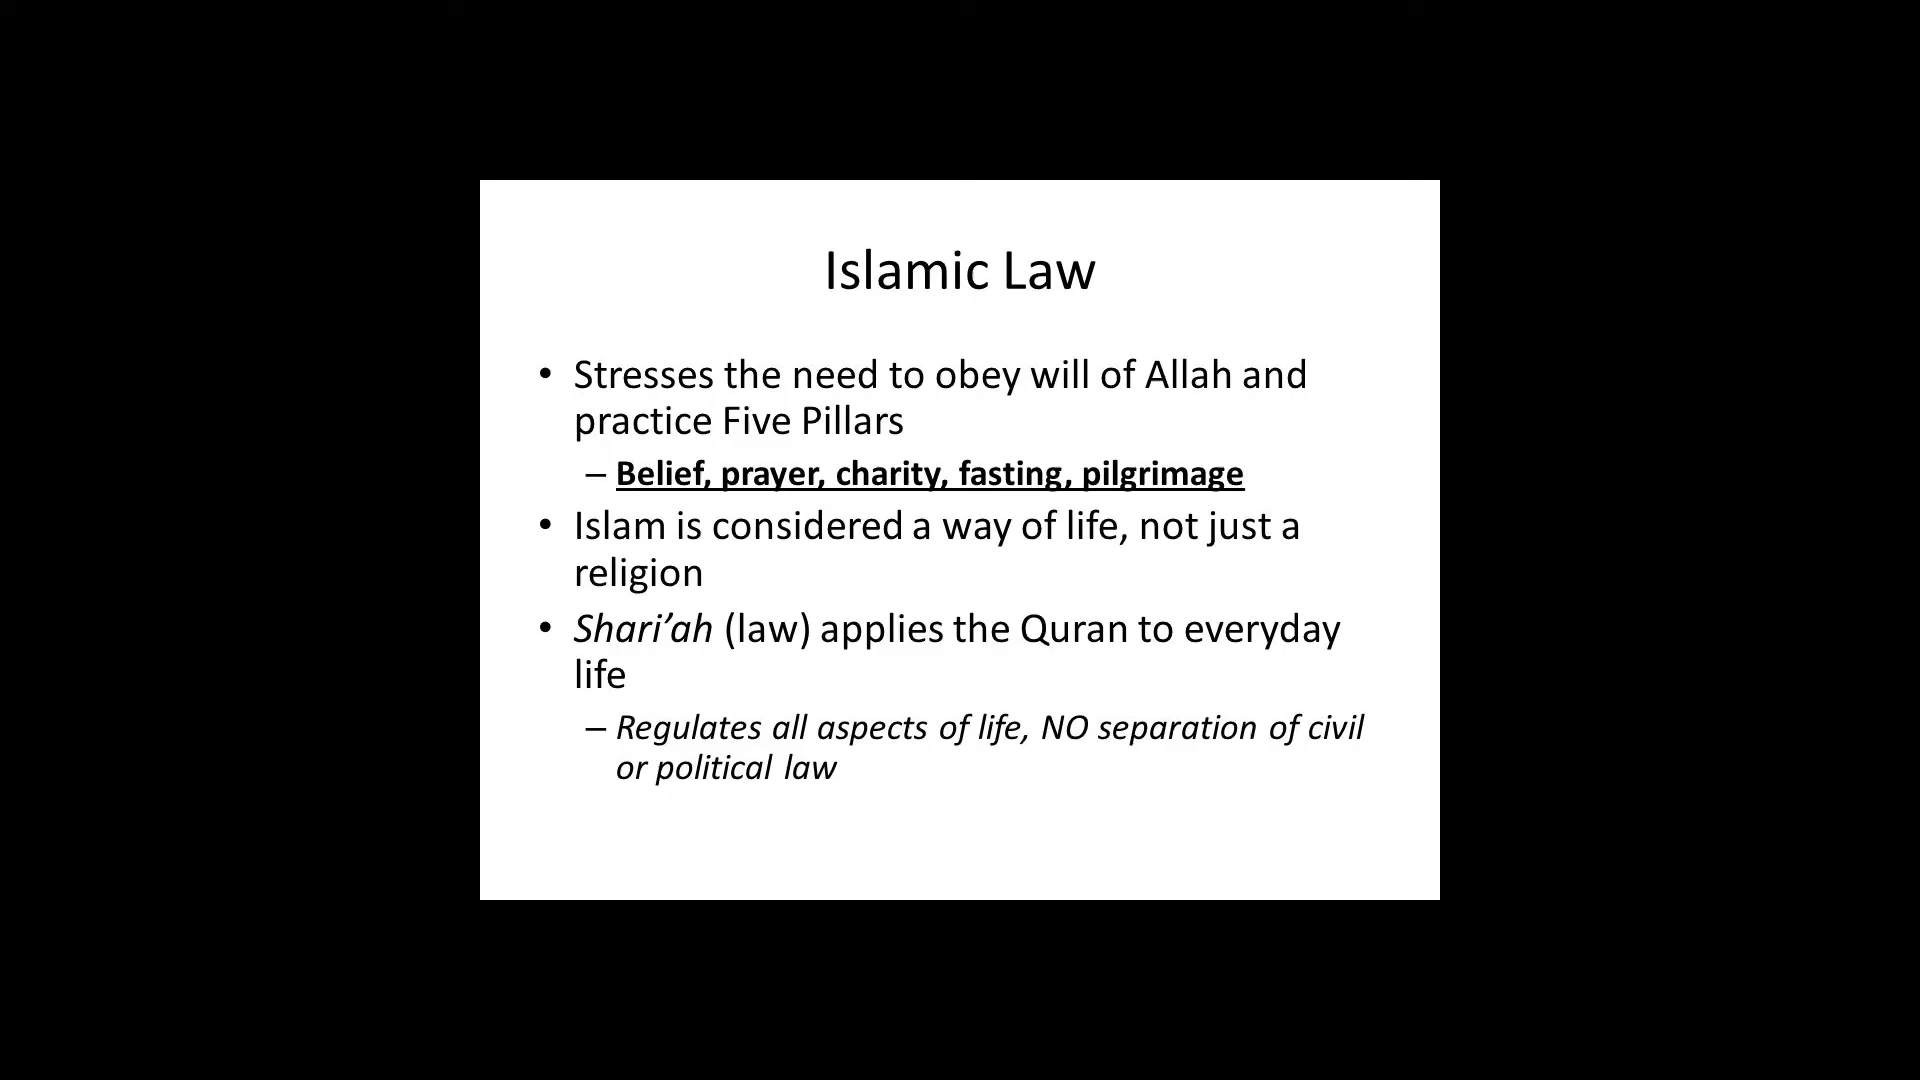 Islamic Law
• Stresses the need to obey will of Allah and
practice Five Pillars
– Belief, prayer, charity, fasting, pilgrimage
• Islam is considered a way of life, not just a
religion
• Shari’ah (law) applies the Quran to everyday
life
– Regulates all aspects of life, NO separation of civil
or political law